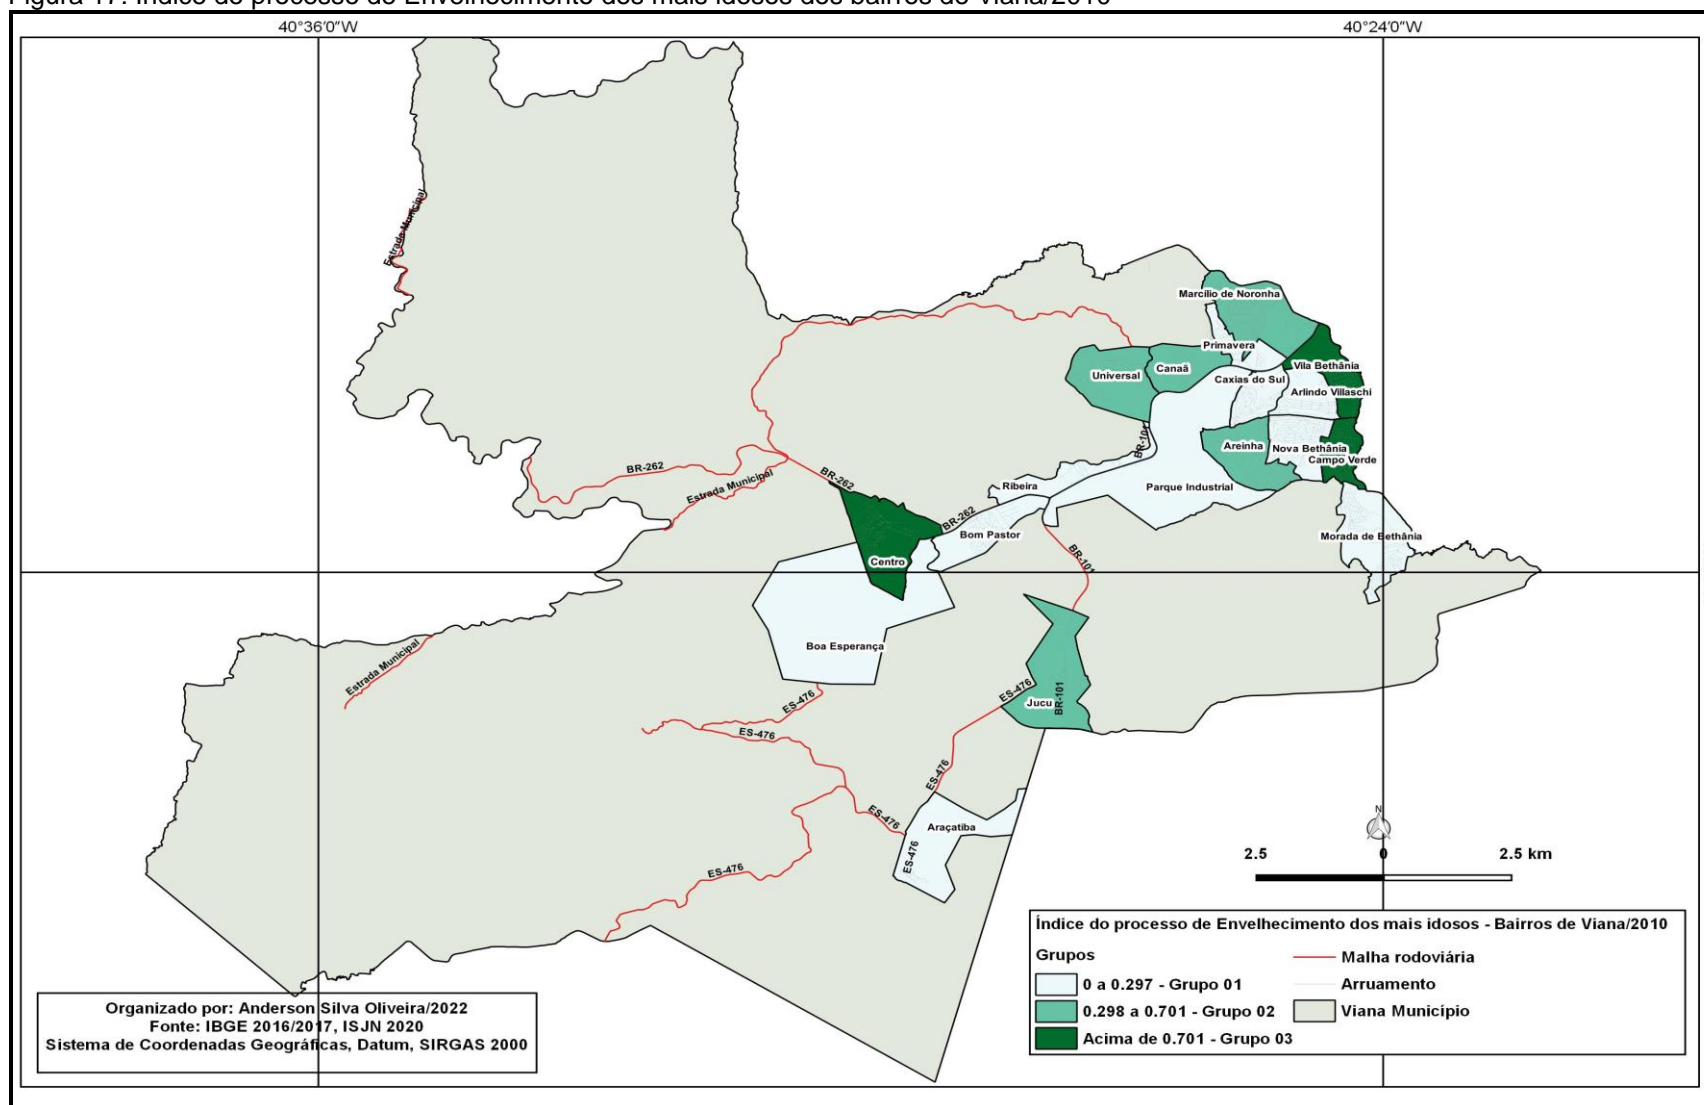 Figura 17: Índice do processo de Envelhecimento dos mais idosos dos bairros de Viana/2010
40°36'0"W
40°24'0"W
Estrada Municipal
Marcílio de Noronha
Primavera
Vila Bethânia
Universal
Canaã
Caxias do Sul
Arlindo Villaschi
BR-101
Areinha
Nova Bethânia
Campo Verde
BR-262
Estrada Municipal
BR-262
Ribeira
Parque Industrial
BR-262
Bom Pastor
Morada de Bethânia
Centro
BR-101
Boa Esperança
Estrada Municipal
ES-476
ES-476
Jucu
BR-101
ES-476
ES-476
ES-476
Araçatiba
ES-476
ES-476
N
2.5
0
2.5 km
Índice do processo de Envelhecimento dos mais idosos - Bairros de Viana/2010
Grupos
0 a 0.297 - Grupo 01
0.298 a 0.701 - Grupo 02
Acima de 0.701 - Grupo 03
Malha rodoviária
Arruamento
Viana Município
Organizado por: Anderson Silva Oliveira/2022
Fonte: IBGE 2016/2017, ISJN 2020
Sistema de Coordenadas Geográficas, Datum, SIRGAS 2000